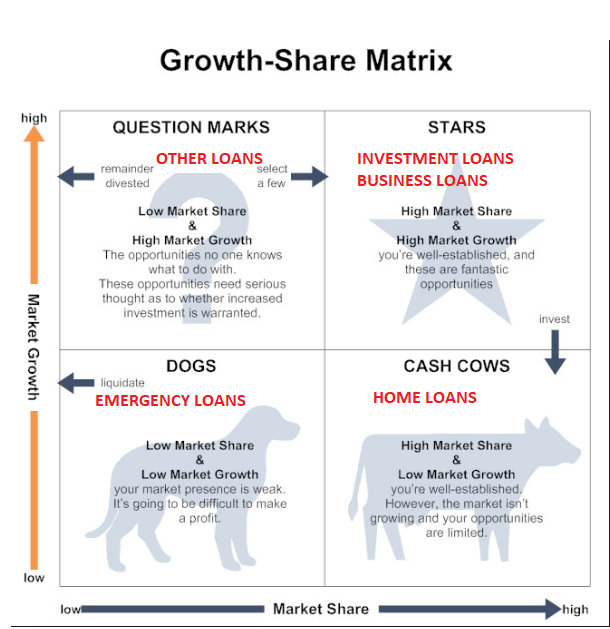 Growth-Share Matrix
high
QUESTION MARKS
OTHER LOANS
remainder
divested
select
a few
Low Market Share
&
High Market Growth
The opportunities no one knows
what to do with.
These opportunities need serious
thought as to whether increased
investment is warranted.
STARS
INVESTMENT LOANS
BUSINESS LOANS
High Market Share
&
High Market Growth
you're well-established, and
these are fantastic
opportunities
invest
Market Growth
DOGS
liquidate
EMERGENCY LOANS
Low Market Share
&
Low Market Growth
your market presence is weak.
It's going to be difficult to make
a profit.
CASH COWS
HOME LOANS
High Market Share
&
Low Market Growth
you're well-established.
However, the market isn't
growing and your opportunities
are limited.
low
low
Market Share
high